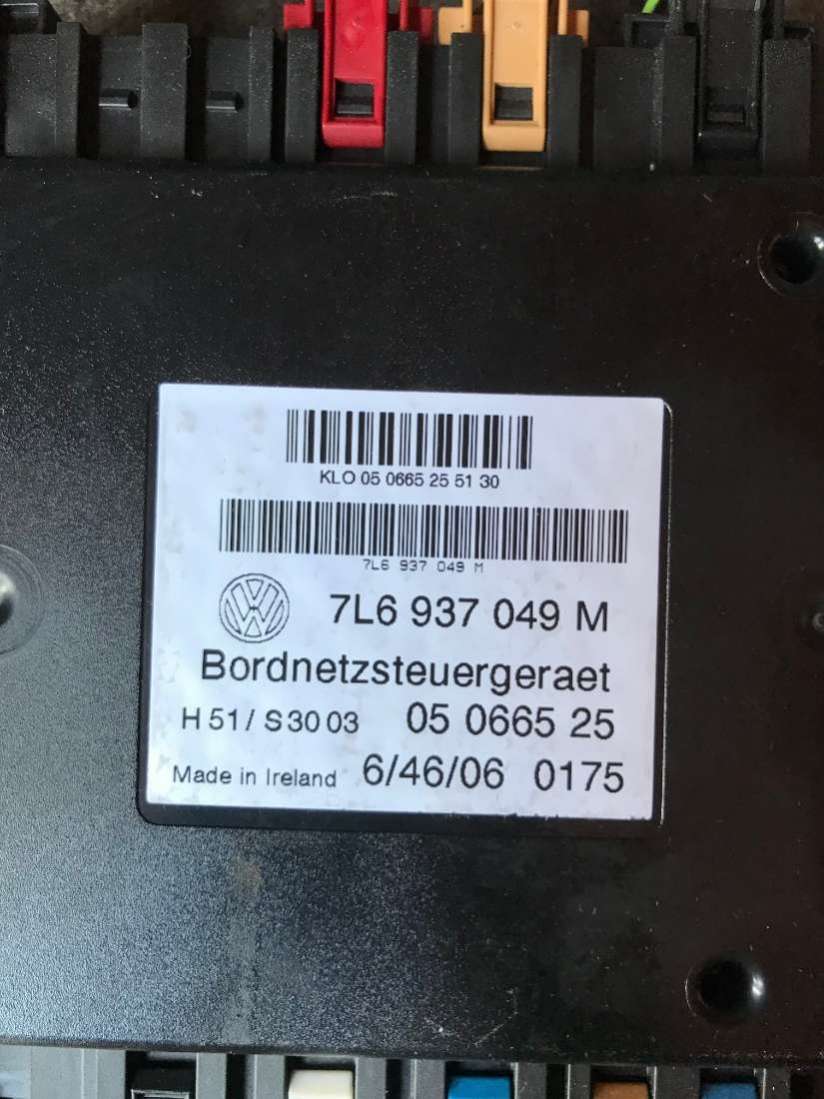 KLO 05 0665 25 51 30
7L6 937 049 M
7L6 937 049 M
Bordnetzsteuergeraet
H 51 / S 30 03 05 0665 25
Made in Ireland 6/46/06 0175